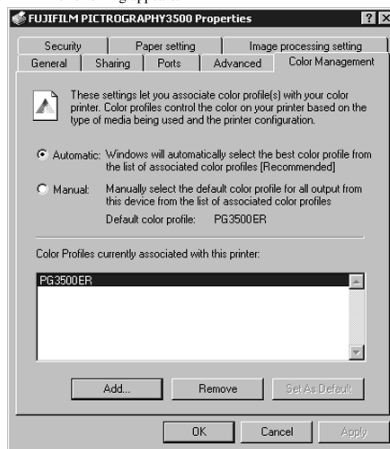 FUJIFILM PICTROGRAPHY3500 Properties
Security Paper setting Image processing setting
General Sharing Ports Advanced Color Management
These settings let you associate color profile(s) with your color
printer. Color profiles control the color on your printer based on the
type of media being used and the printer configuration.
Automatic: Windows will automatically select the best color profile from
the list of associated color profiles [Recommended]
Manual: Manually select the default color profile for all output from
this device from the list of associated color profiles
Default color profile: PG3500ER
Color Profiles currently associated with this printer:
PG3500ER
Add... Remove Set As Default
OK Cancel Apply